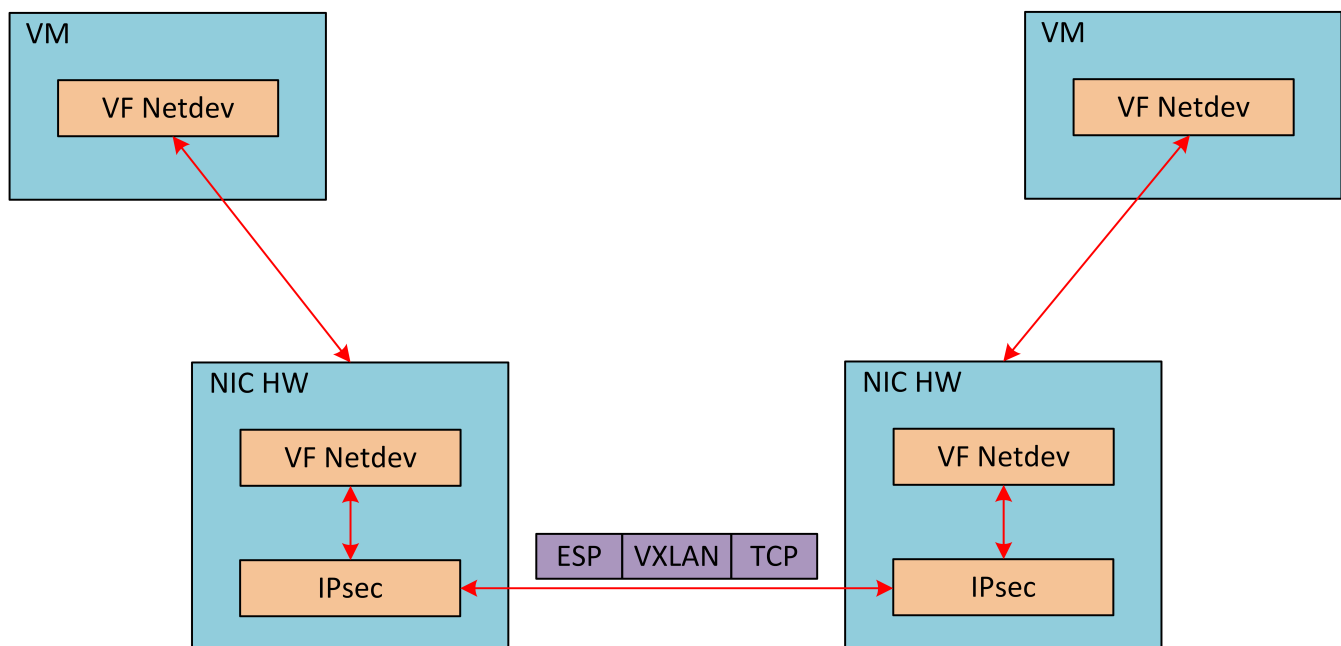 VM
VM
VF Netdev
VF Netdev
NIC HW
NIC HW
VF Netdev
VF Netdev
ESP VXLAN TCP
IPsec
IPsec